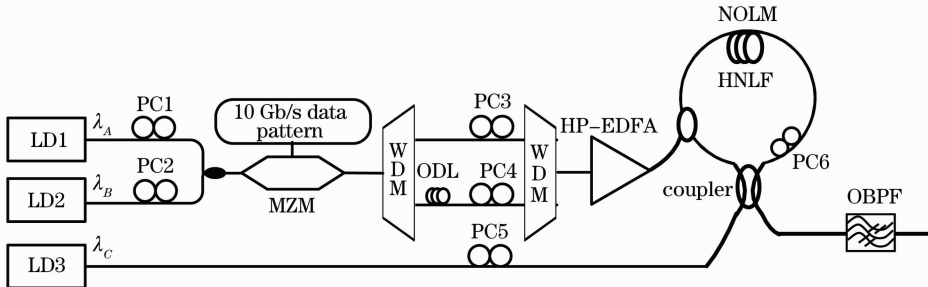 NOLM
HNLF
PC6
LD1
λA
PC1
10 Gb/s data
pattern
PC3
HP-EDFA
LD2
λB
PC2
MZM
WDM
ODL
PC4
WDM
coupler
OBPF
LD3
λC
PC5